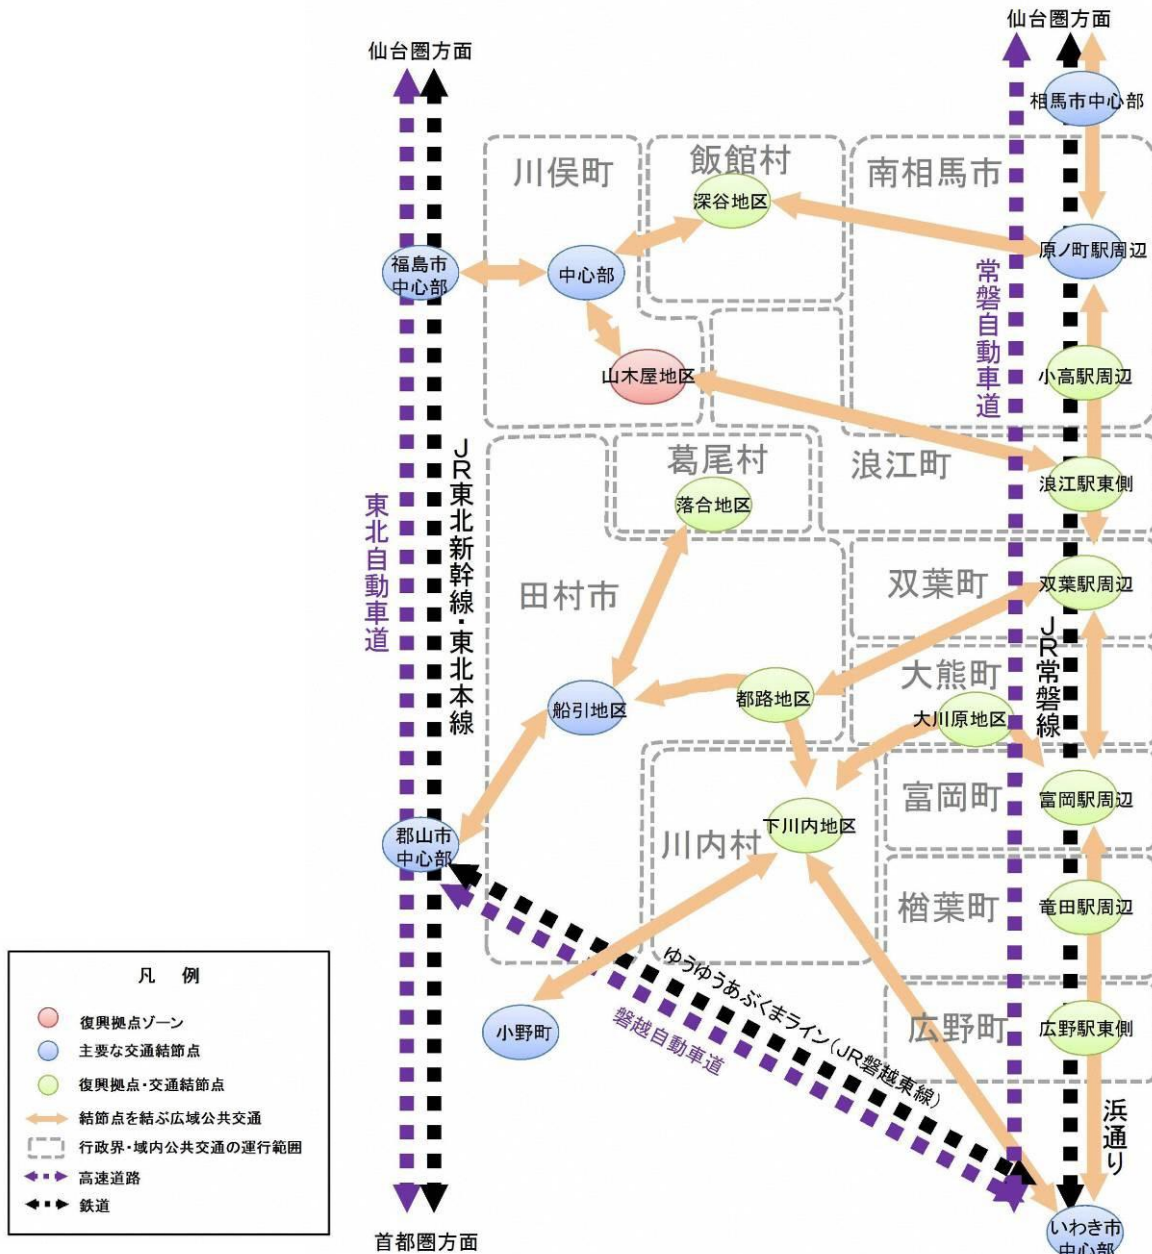 仙台圏方面
仙台圏方面
相馬市中心部
川俣町
飯館村
南相馬市
深谷地区
福島市
中心部
中心部
原ノ町駅周辺
常磐自動車道
山木屋地区
小高駅周辺
葛尾村
浪江町
落合地区
浪江駅東側
東北自動車道
JR東北新幹線・東北本線
田村市
双葉町
双葉駅周辺
JR常磐線
大熊町
船引地区
都路地区
大川原地区
富岡町
富岡駅周辺
郡山市
中心部
川内村
下川内地区
楢葉町
竜田駅周辺
ゆうゆうあぶくまライン(JR磐越東線)
磐越自動車道
小野町
広野町
広野駅東側
浜通り
いわき市
中心部
首都圏方面
凡 例
復興拠点ゾーン
主要な交通結節点
復興拠点・交通結節点
結節点を結ぶ広域公共交通
行政界・域内公共交通の運行範囲
高速道路
鉄道